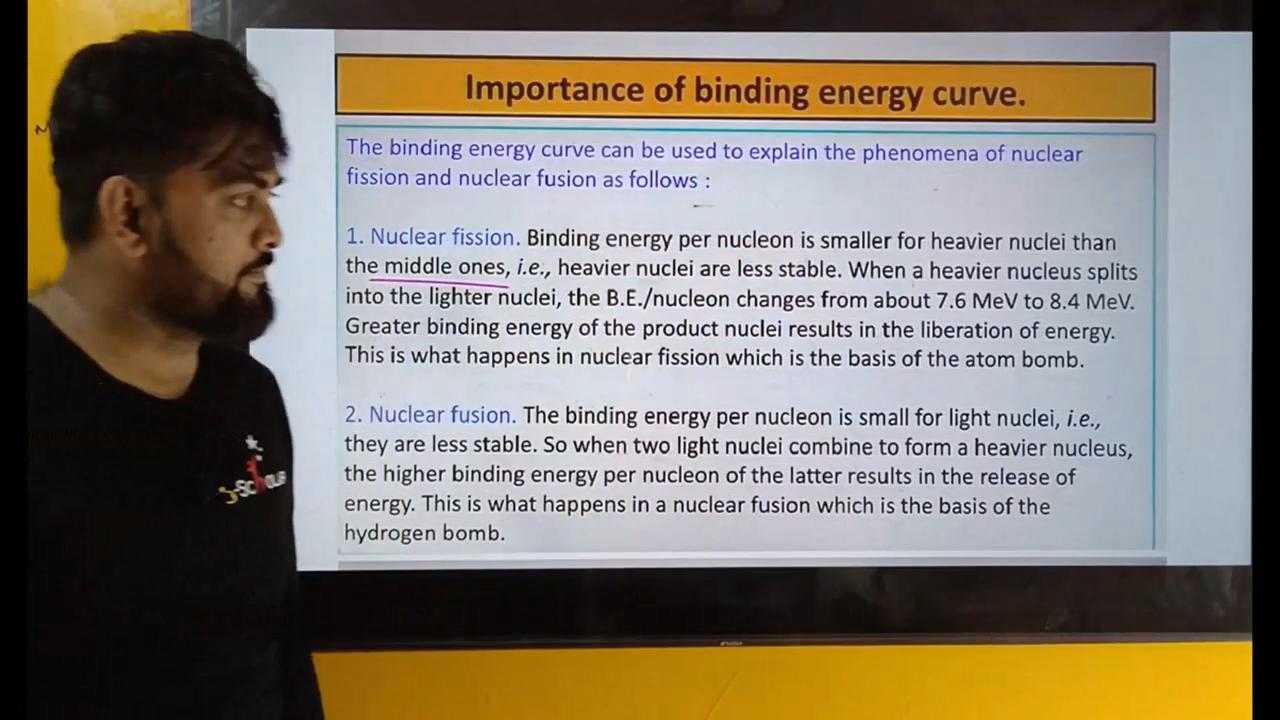 Importance of binding energy curve.
The binding energy curve can be used to explain the phenomena of nuclear
fission and nuclear fusion as follows :
1. Nuclear fission. Binding energy per nucleon is smaller for heavier nuclei than
the middle ones, i.e., heavier nuclei are less stable. When a heavier nucleus splits
into the lighter nuclei, the B.E./nucleon changes from about 7.6 MeV to 8.4 MeV.
Greater binding energy of the product nuclei results in the liberation of energy.
This is what happens in nuclear fission which is the basis of the atom bomb.
2. Nuclear fusion. The binding energy per nucleon is small for light nuclei, i.e.,
they are less stable. So when two light nuclei combine to form a heavier nucleus,
the higher binding energy per nucleon of the latter results in the release of
energy. This is what happens in a nuclear fusion which is the basis of the
hydrogen bomb.